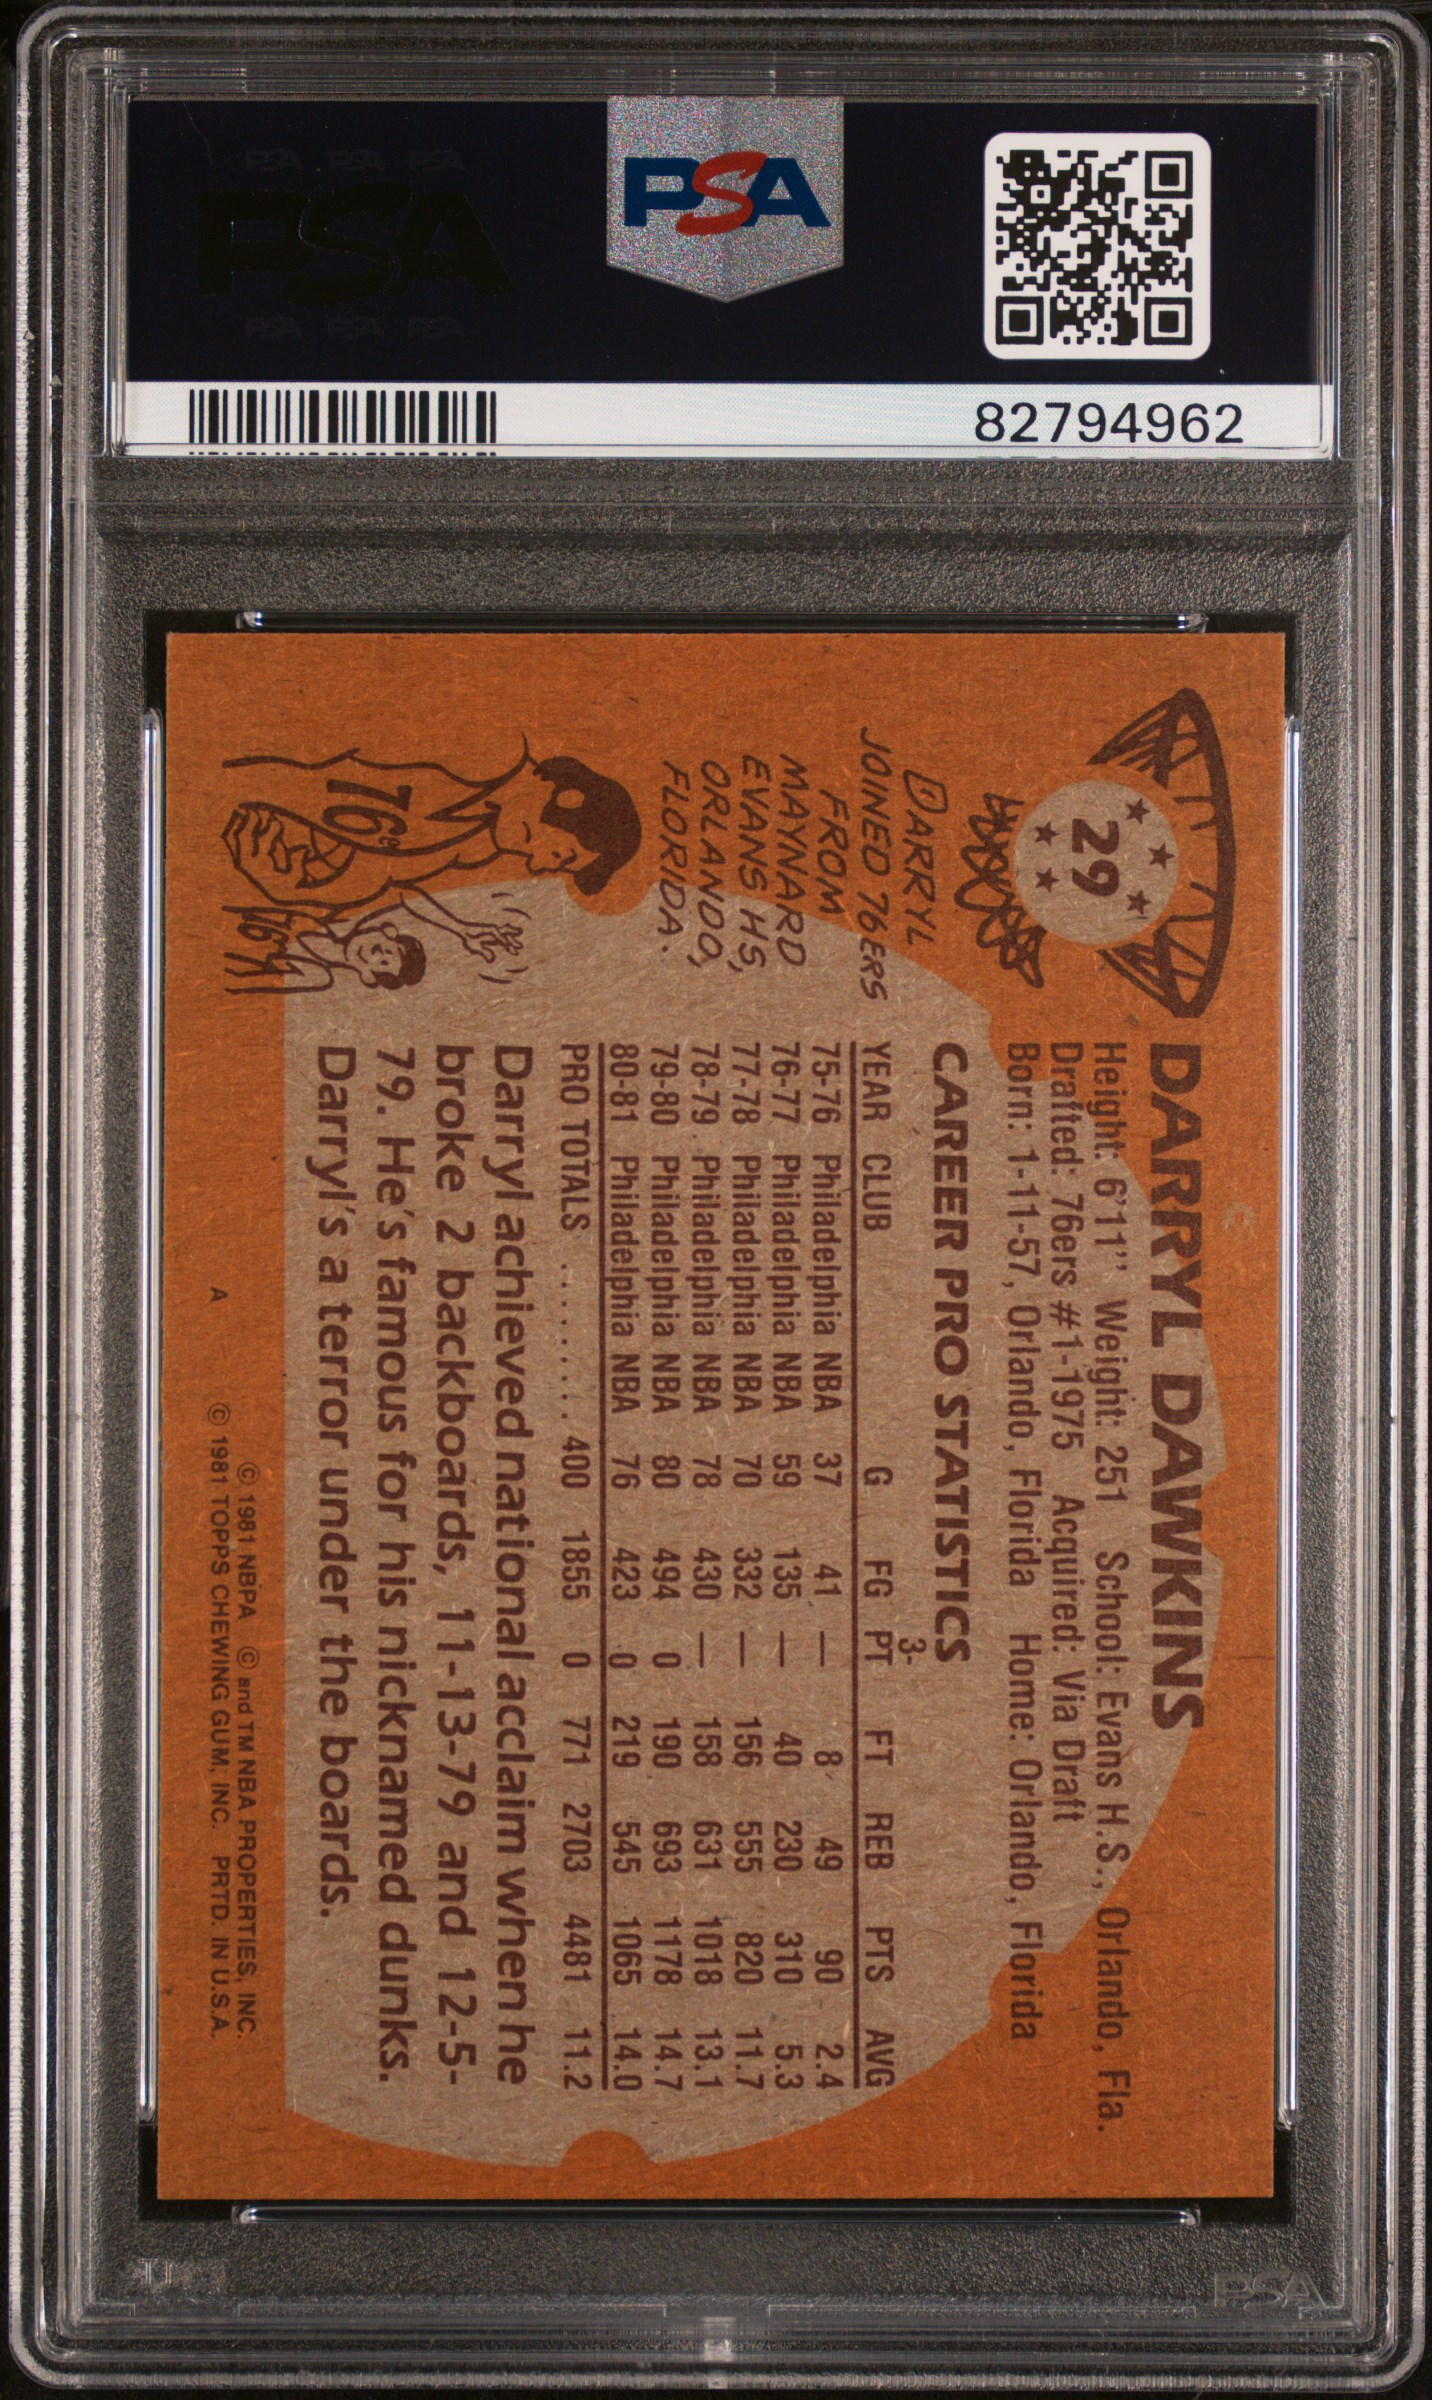 PSA PSA PSA
PSA
PSA PSA PSA
PSA
82794962
29
DARRYL DAWKINS
Height: 6'11" Weight: 251 School: Evans H.S., Orlando, Fla.
Drafted: 76ers #1-1975 Acquired: Via Draft
Born: 1-11-57, Orlando, Florida Home: Orlando, Florida
DARRYL
JOINED 76ERS
FROM
MAYNARD
EVANS HS,
ORLANDO,
FLORIDA.
76
76
CAREER PRO STATISTICS
3-
YEAR CLUB G FG PT FT REB PTS AVG
75-76 Philadelphia NBA 37 41 — 8 49 90 2.4
76-77 Philadelphia NBA 59 135 — 40 230 310 5.3
77-78 Philadelphia NBA 70 332 — 156 555 820 11.7
78-79 Philadelphia NBA 78 430 — 158 631 1018 13.1
79-80 Philadelphia NBA 80 494 0 190 693 1178 14.7
80-81 Philadelphia NBA 76 423 0 219 545 1065 14.0
PRO TOTALS ........ 400 1855 0 771 2703 4481 11.2
Darryl achieved national acclaim when he
broke 2 backboards, 11-13-79 and 12-5-
79. He's famous for his nicknamed dunks.
Darryl's a terror under the boards.
© 1981 NBPA © and TM NBA PROPERTIES, INC.
A © 1981 TOPPS CHEWING GUM, INC. PRTD. IN U.S.A.
PSA